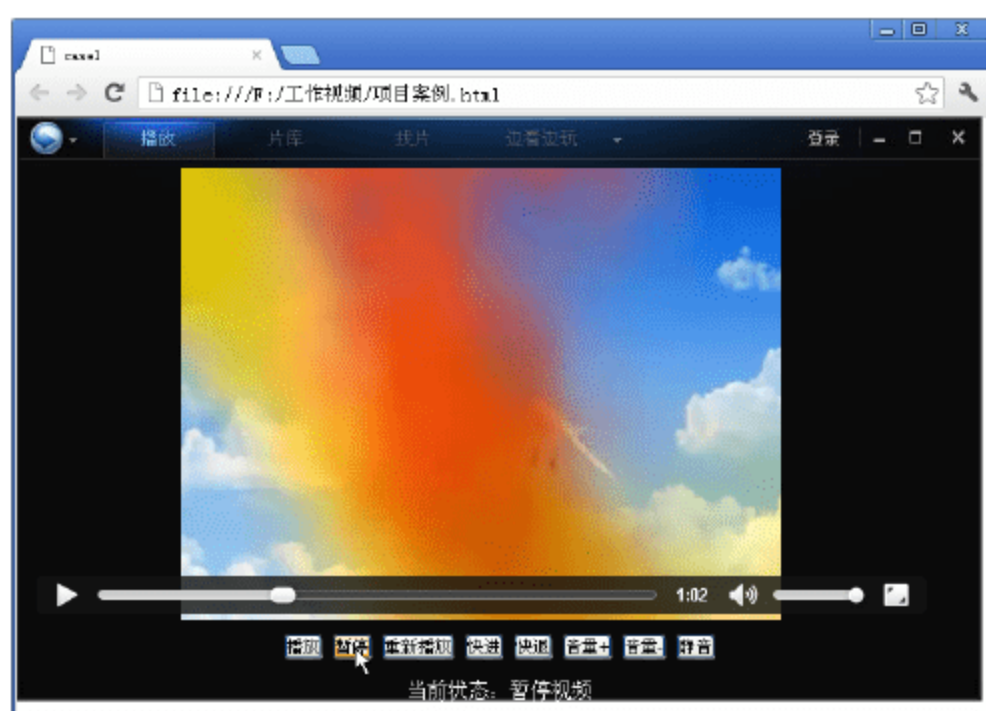 casel
file:///F:/工作视频/项目案例.html
播放 片库 找片 边看边玩 登录
1:02
播放 暂停 重新播放 快进 快退 音量+ 音量- 静音
当前状态: 暂停视频